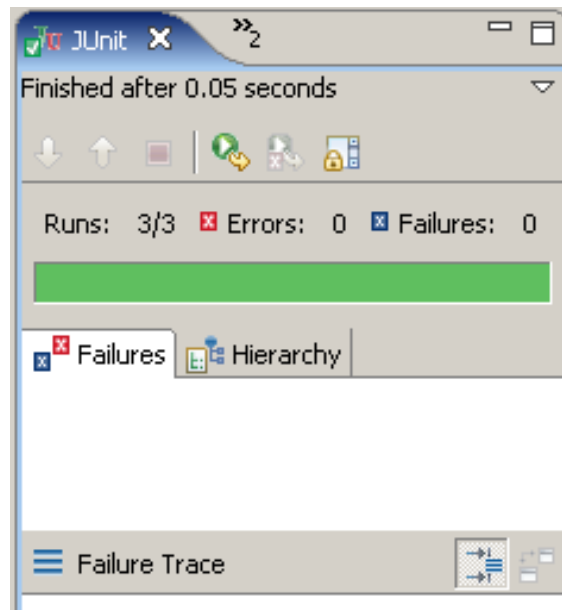 JUnit
»2
Finished after 0.05 seconds
Runs: 3/3 Errors: 0 Failures: 0
Failures Hierarchy
Failure Trace